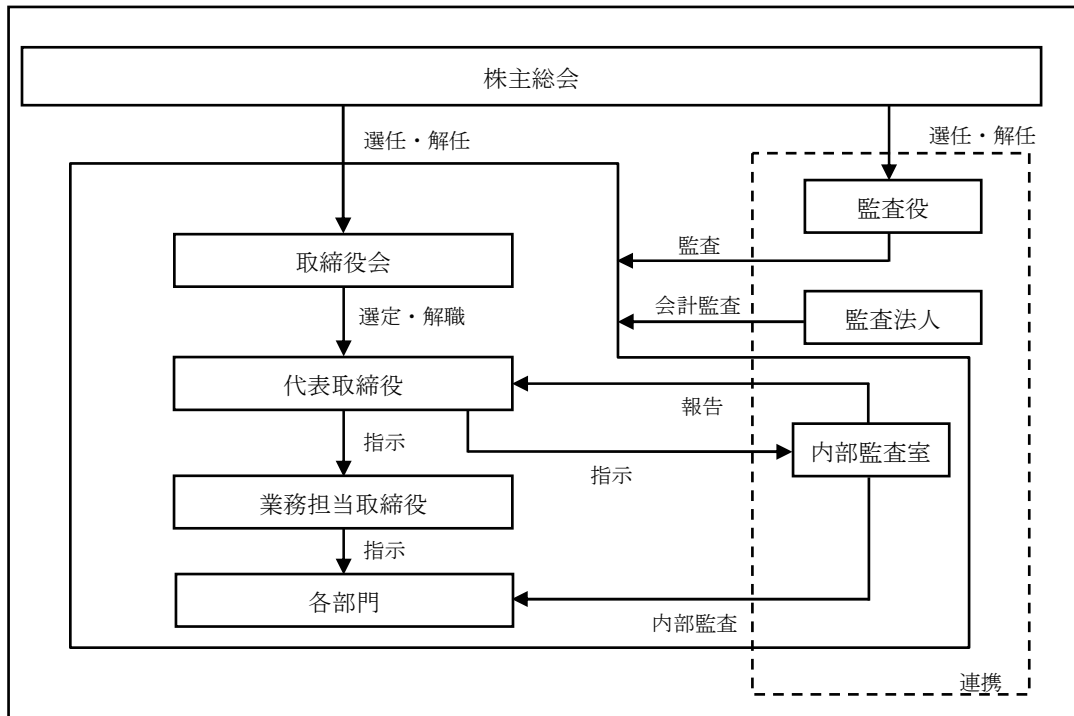 株主総会
選任・解任
選任・解任
監査役
監査
取締役会
会計監査
監査法人
選定・解職
代表取締役
報告
指示
内部監査室
指示
業務担当取締役
指示
各部門
内部監査
連携